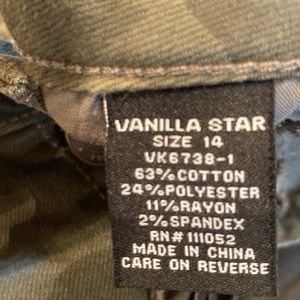 VANILLA STAR
SIZE 14
VK6738-1
63%COTTON
24%POLYESTER
11%RAYON
2%SPANDEX
RN#111052
MADE IN CHINA
CARE ON REVERSE